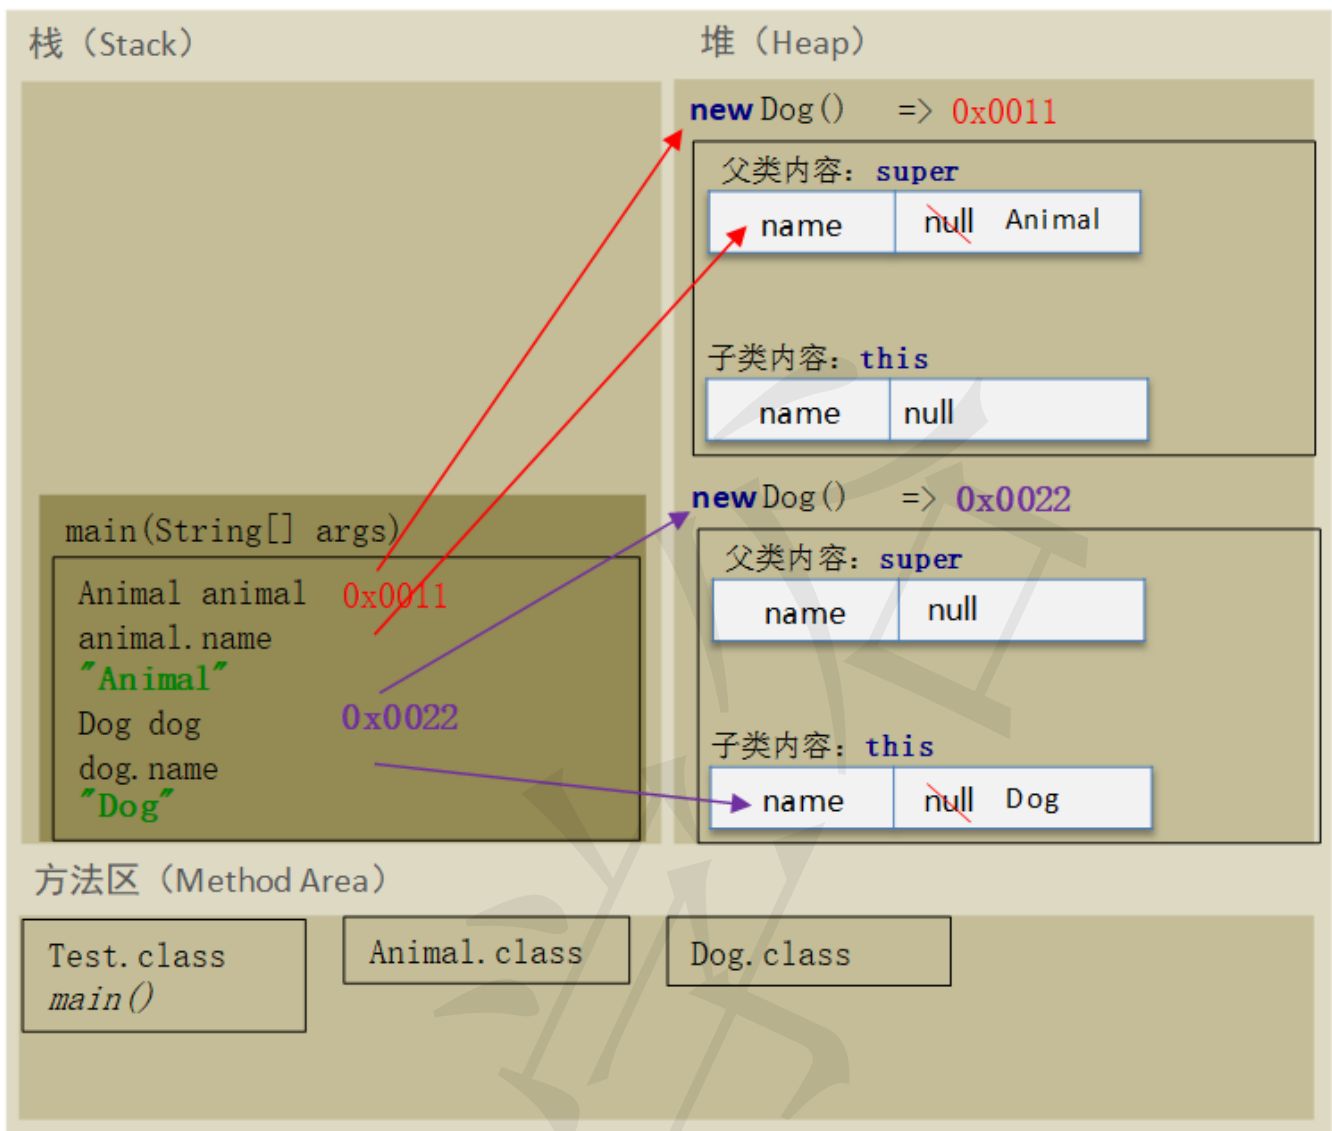 栈（Stack）
main(String[] args)
Animal animal 0x0011
animal.name
"Animal"
Dog dog 0x0022
dog.name
"Dog"
堆（Heap）
new Dog() => 0x0011
父类内容：super
name null Animal
子类内容：this
name null
new Dog() => 0x0022
父类内容：super
name null
子类内容：this
name null Dog
方法区（Method Area）
Test.class
main()
Animal.class
Dog.class